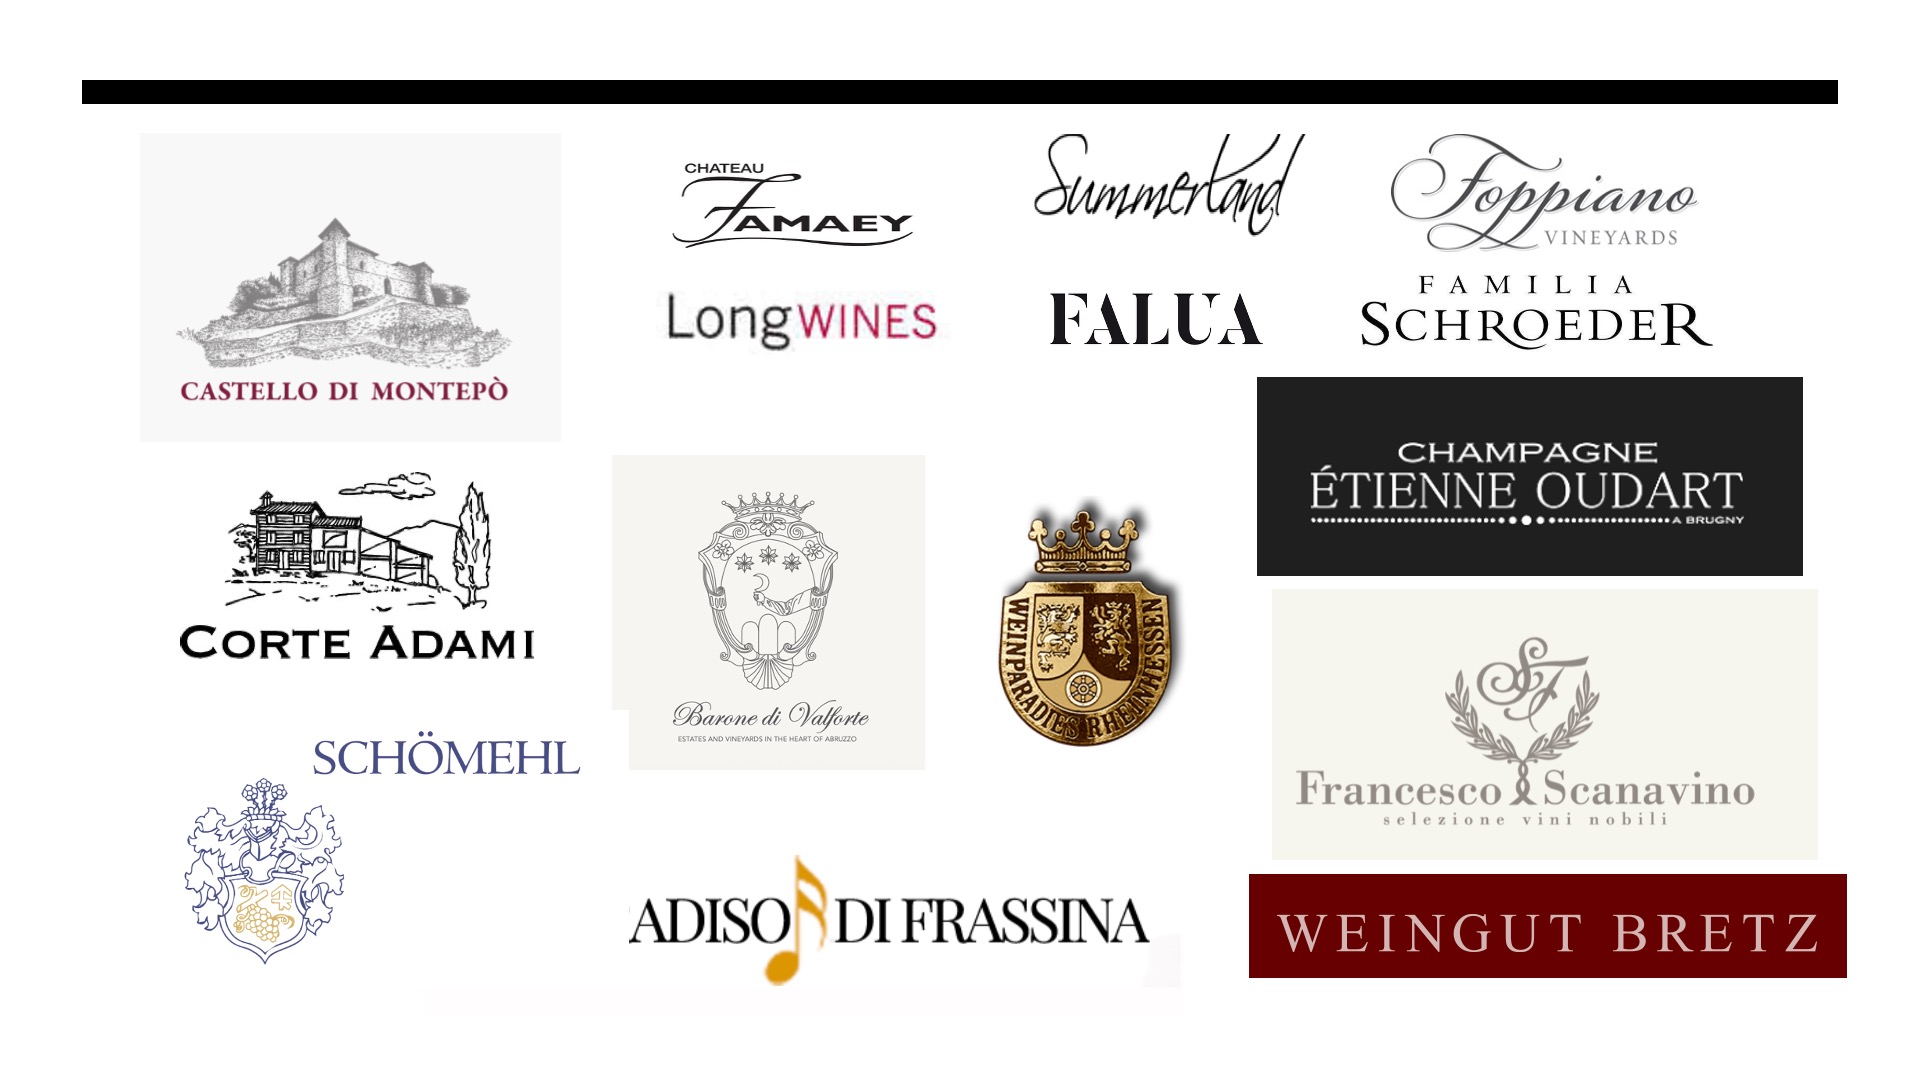 CASTELLO DI MONTEPÒ
CHATEAU
FAMAEY
Summerland
Foppiano
VINEYARDS
LongWINES
FALUA
FAMILIA
SCHROEDER
CHAMPAGNE
ÉTIENNE OUDART
A BRUGNY
CORTE ADAMI
Barone di Valforte
ESTATES AND VINEYARDS IN THE HEART OF ABRUZZO
WEINPARADIES RHEINHESSEN
SF
Francesco Scanavino
selezione vini nobili
SCHÖMEHL
ADISO DI FRASSINA
WEINGUT BRETZ